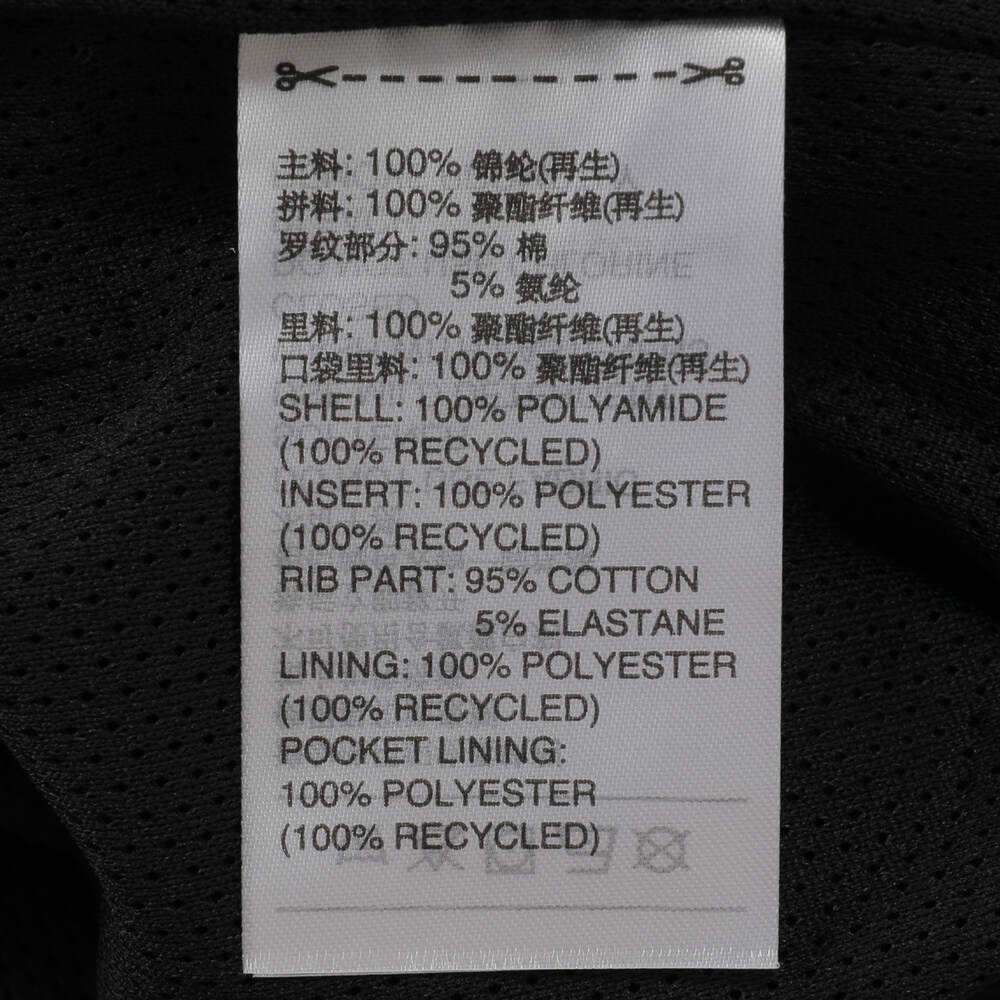 主料: 100% 锦纶(再生)
拼料: 100% 聚酯纤维(再生)
罗纹部分: 95% 棉
5% 氨纶
里料: 100% 聚酯纤维(再生)
口袋里料: 100% 聚酯纤维(再生)
SHELL: 100% POLYAMIDE
(100% RECYCLED)
INSERT: 100% POLYESTER
(100% RECYCLED)
RIB PART: 95% COTTON
5% ELASTANE
LINING: 100% POLYESTER
(100% RECYCLED)
POCKET LINING:
100% POLYESTER
(100% RECYCLED)